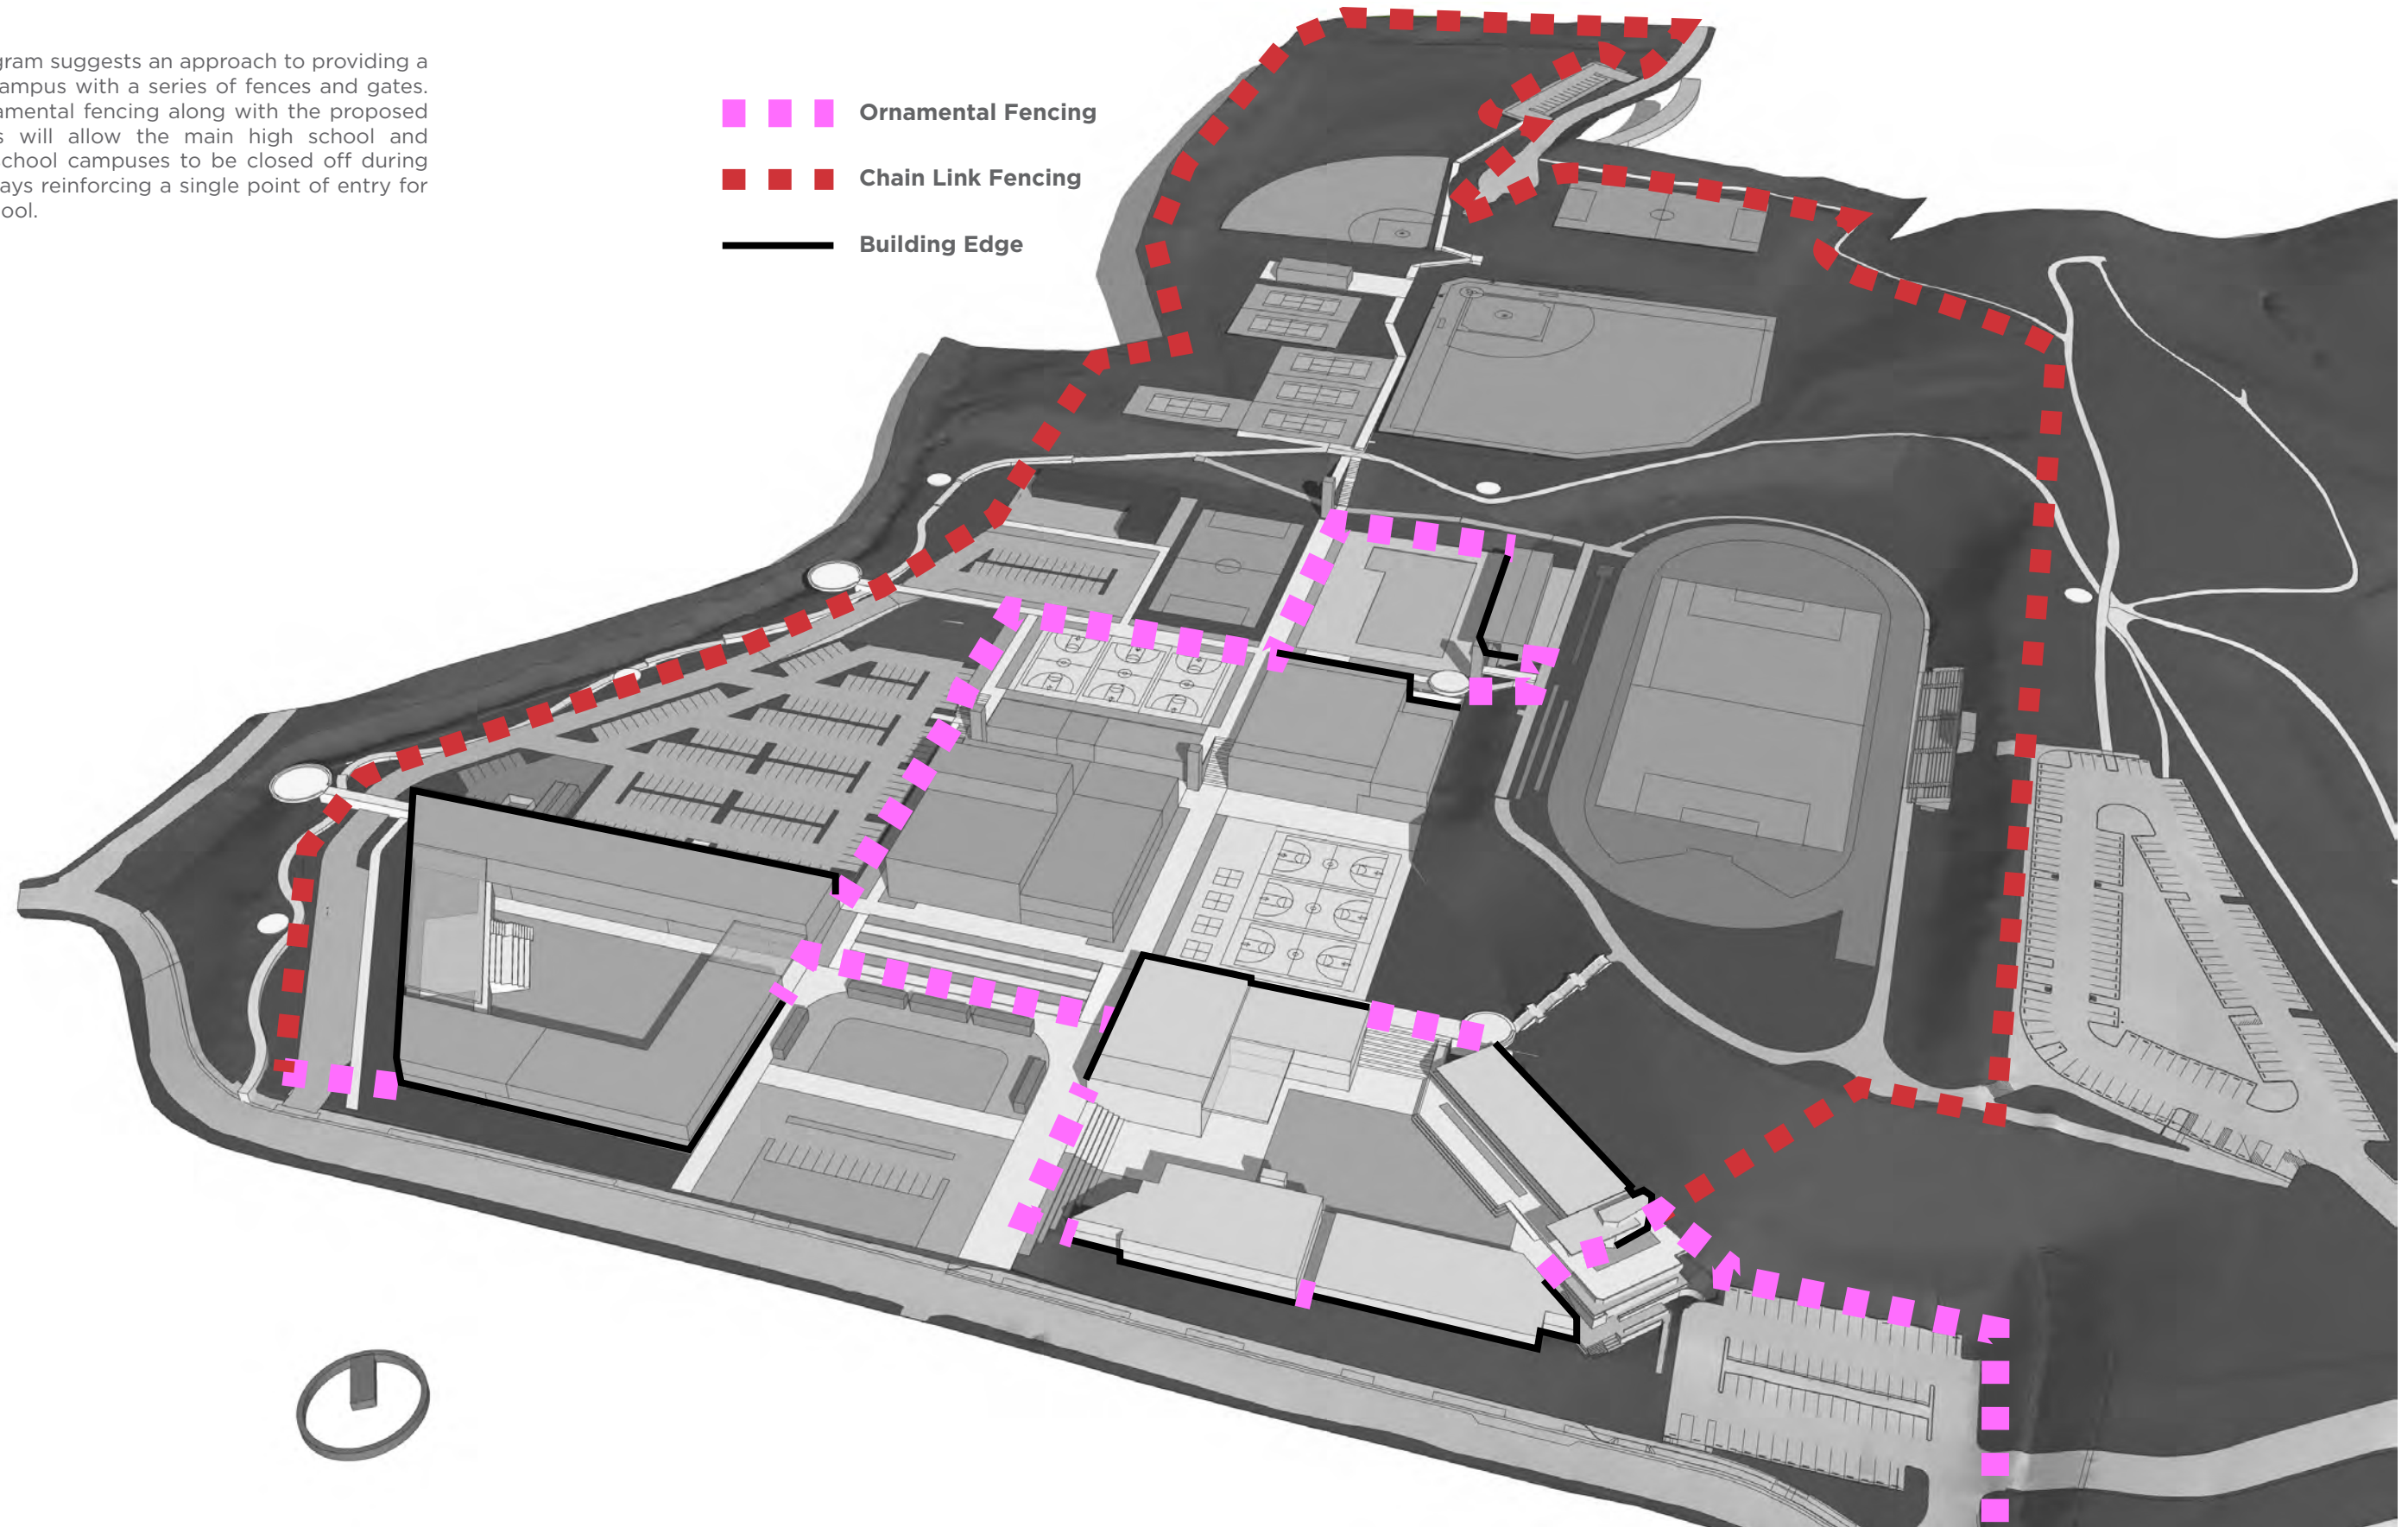 gram suggests an approach to providing a
ampus with a series of fences and gates.
amental fencing along with the proposed
s will allow the main high school and
chool campuses to be closed off during
ays reinforcing a single point of entry for
ool.
Ornamental Fencing
Chain Link Fencing
Building Edge